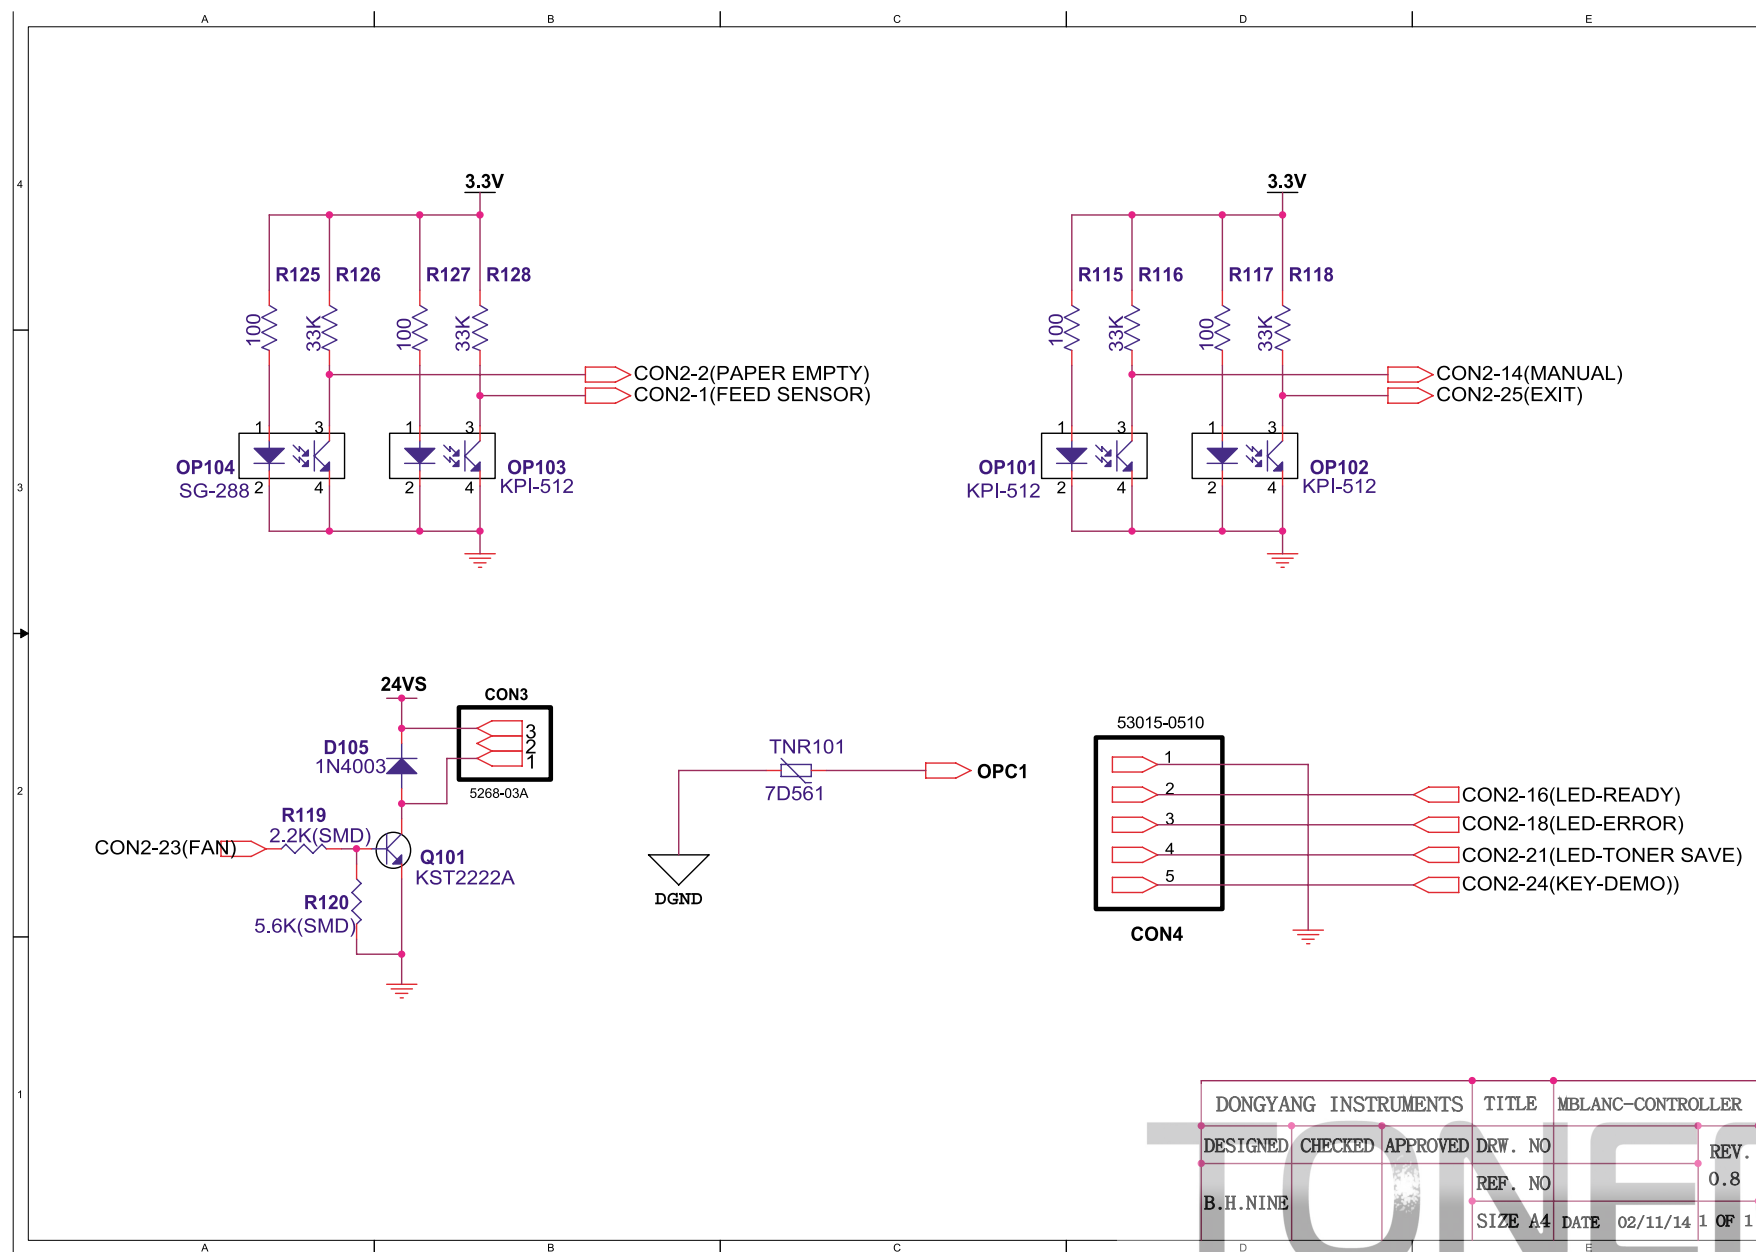 A B C D E
4
3.3V 3.3V
R125 R126 R127 R128 R115 R116 R117 R118
100 33K 100 33K 100 33K 100 33K
CON2-2(PAPER EMPTY) CON2-14(MANUAL)
CON2-1(FEED SENSOR) CON2-25(EXIT)
1 3 1 3 1 3 1 3
OP104 OP103 OP101 OP102
SG-288 KPI-512 KPI-512 KPI-512
2 4 2 4 2 4 2 4
3
24VS
CON3
3
2
1
5268-03A
D105
1N4003
R119
2.2K(SMD)
CON2-23(FAN)
Q101
KST2222A
R120
5.6K(SMD)
TNR101
7D561
OPC1
DGND
53015-0510
1
2 CON2-16(LED-READY)
3 CON2-18(LED-ERROR)
4 CON2-21(LED-TONER SAVE)
5 CON2-24(KEY-DEMO))
CON4
2
1
DONGYANG INSTRUMENTS TITLE MBLANC-CONTROLLER
DESIGNED CHECKED APPROVED DRW. NO REV.
REF. NO 0.8
B.H.NINE
SIZE A4 DATE 02/11/14 1 OF 1
TONER
A B C D E